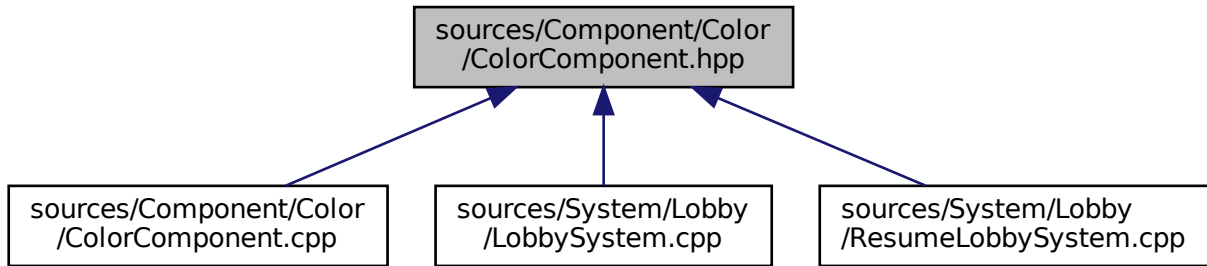 sources/Component/Color
/ColorComponent.hpp
sources/Component/Color
/ColorComponent.cpp
sources/System/Lobby
/LobbySystem.cpp
sources/System/Lobby
/ResumeLobbySystem.cpp